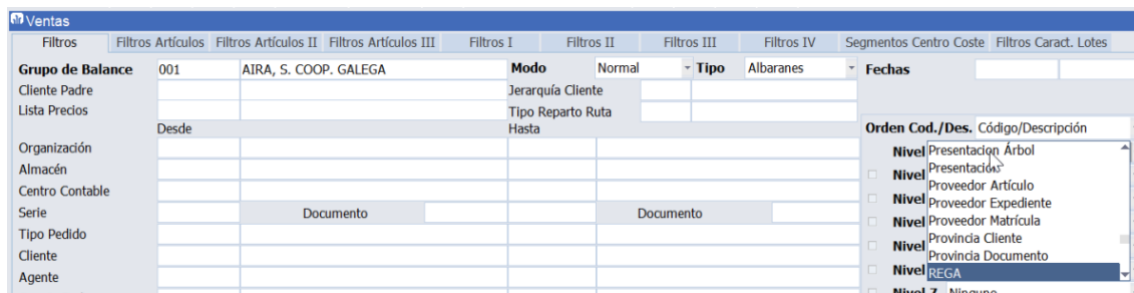 Ventas
Filtros Filtros Artículos Filtros Artículos II Filtros Artículos III Filtros I Filtros II Filtros III Filtros IV Segmentos Centro Coste Filtros Caract. Lotes
Grupo de Balance 001 AIRA, S. COOP. GALEGA Modo Normal Tipo Albaranes Fechas
Cliente Padre Jerarquía Cliente
Lista Precios Tipo Reparto Ruta
Desde Hasta Orden Cod./Des. Código/Descripción
Organización Nivel Presentacion Árbol
Almacén Nivel Presentación
Proveedor Artículo
Centro Contable Nivel Proveedor Expediente
Serie Documento Documento Nivel Proveedor Matrícula
Tipo Pedido Provincia Cliente
Cliente Nivel Provincia Documento
Agente Nivel REGA
Nivel 7 Ninguno